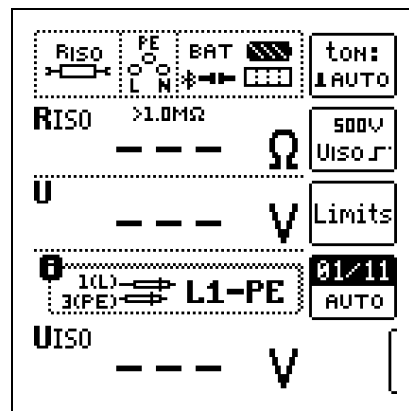 RISO PE BAT tON:
L N AUTO
RISO >1.0MΩ 500V
--- Ω UISO
U
--- V Limits
1(L) 01/11
3(PE) L1-PE AUTO
UISO
--- V